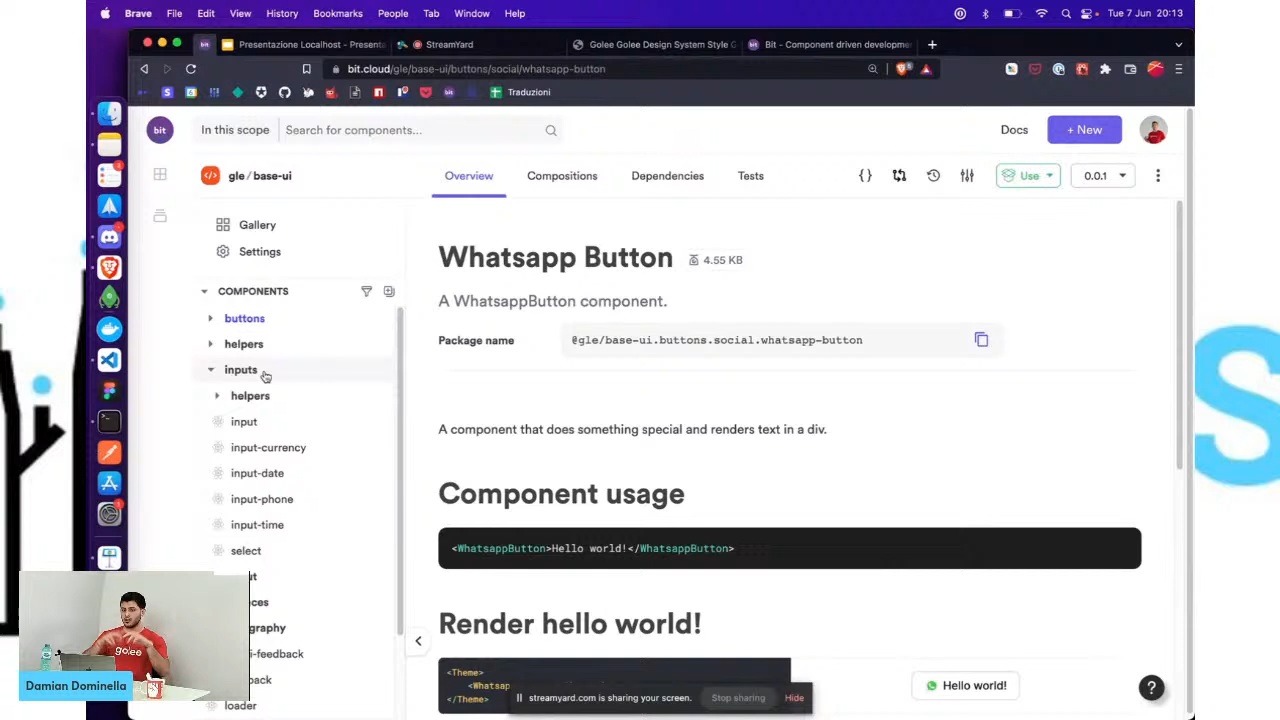 Brave File Edit View History Bookmarks People Tab Window Help Tue 7 Jun 20:13
bit Presentazione Localhost - Presenta StreamYard Golee Golee Design System Style G bit Bit - Component driven developme
bit.cloud/gle/base-ui/buttons/social/whatsapp-button
Traduzioni
bit In this scope Search for components... Docs + New
gle / base-ui Overview Compositions Dependencies Tests Use 0.0.1
Gallery
Settings
COMPONENTS
buttons
helpers
inputs
helpers
input
input-currency
input-date
input-phone
input-time
select
Whatsapp Button 4.55 KB
A WhatsappButton component.
Package name @gle/base-ui.buttons.social.whatsapp-button
A component that does something special and renders text in a div.
Component usage
<WhatsappButton>Hello world!</WhatsappButton>
Render hello world!
<Theme>
<Whatsap
</Theme>
Hello world!
streamyard.com is sharing your screen. Stop sharing Hide
loader
golee
Damian Dominella